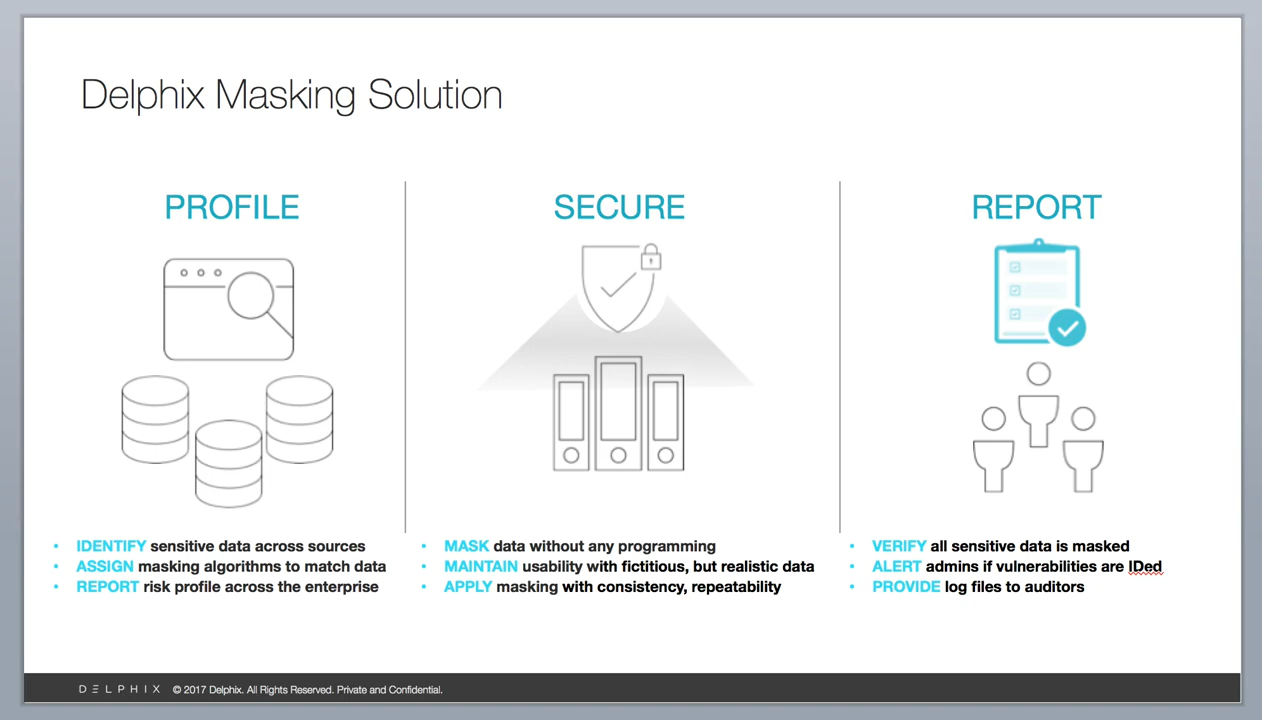 Delphix Masking Solution
PROFILE
IDENTIFY sensitive data across sources
ASSIGN masking algorithms to match data
REPORT risk profile across the enterprise
SECURE
MASK data without any programming
MAINTAIN usability with fictitious, but realistic data
APPLY masking with consistency, repeatability
REPORT
VERIFY all sensitive data is masked
ALERT admins if vulnerabilities are IDed
PROVIDE log files to auditors
DELPHIX © 2017 Delphix. All Rights Reserved. Private and Confidential.